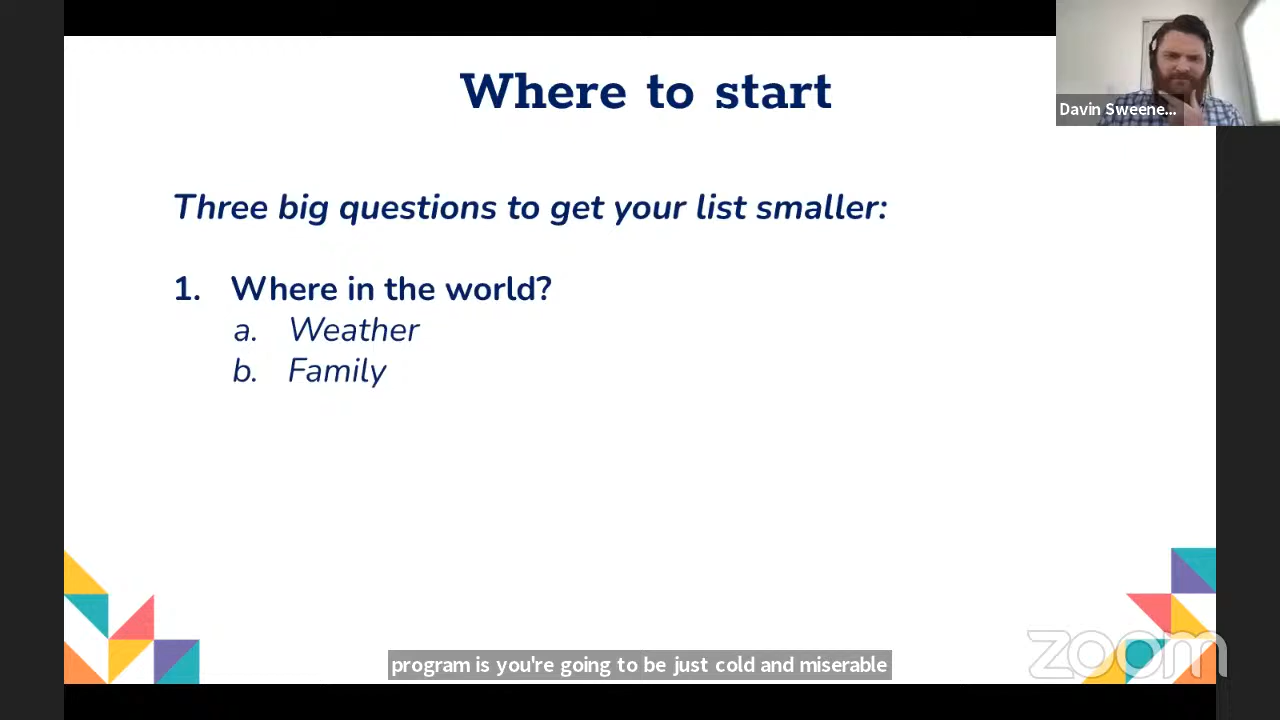 Where to start
Davin Sweene...
Three big questions to get your list smaller:
1. Where in the world?
a. Weather
b. Family
program is you're going to be just cold and miserable
zoom